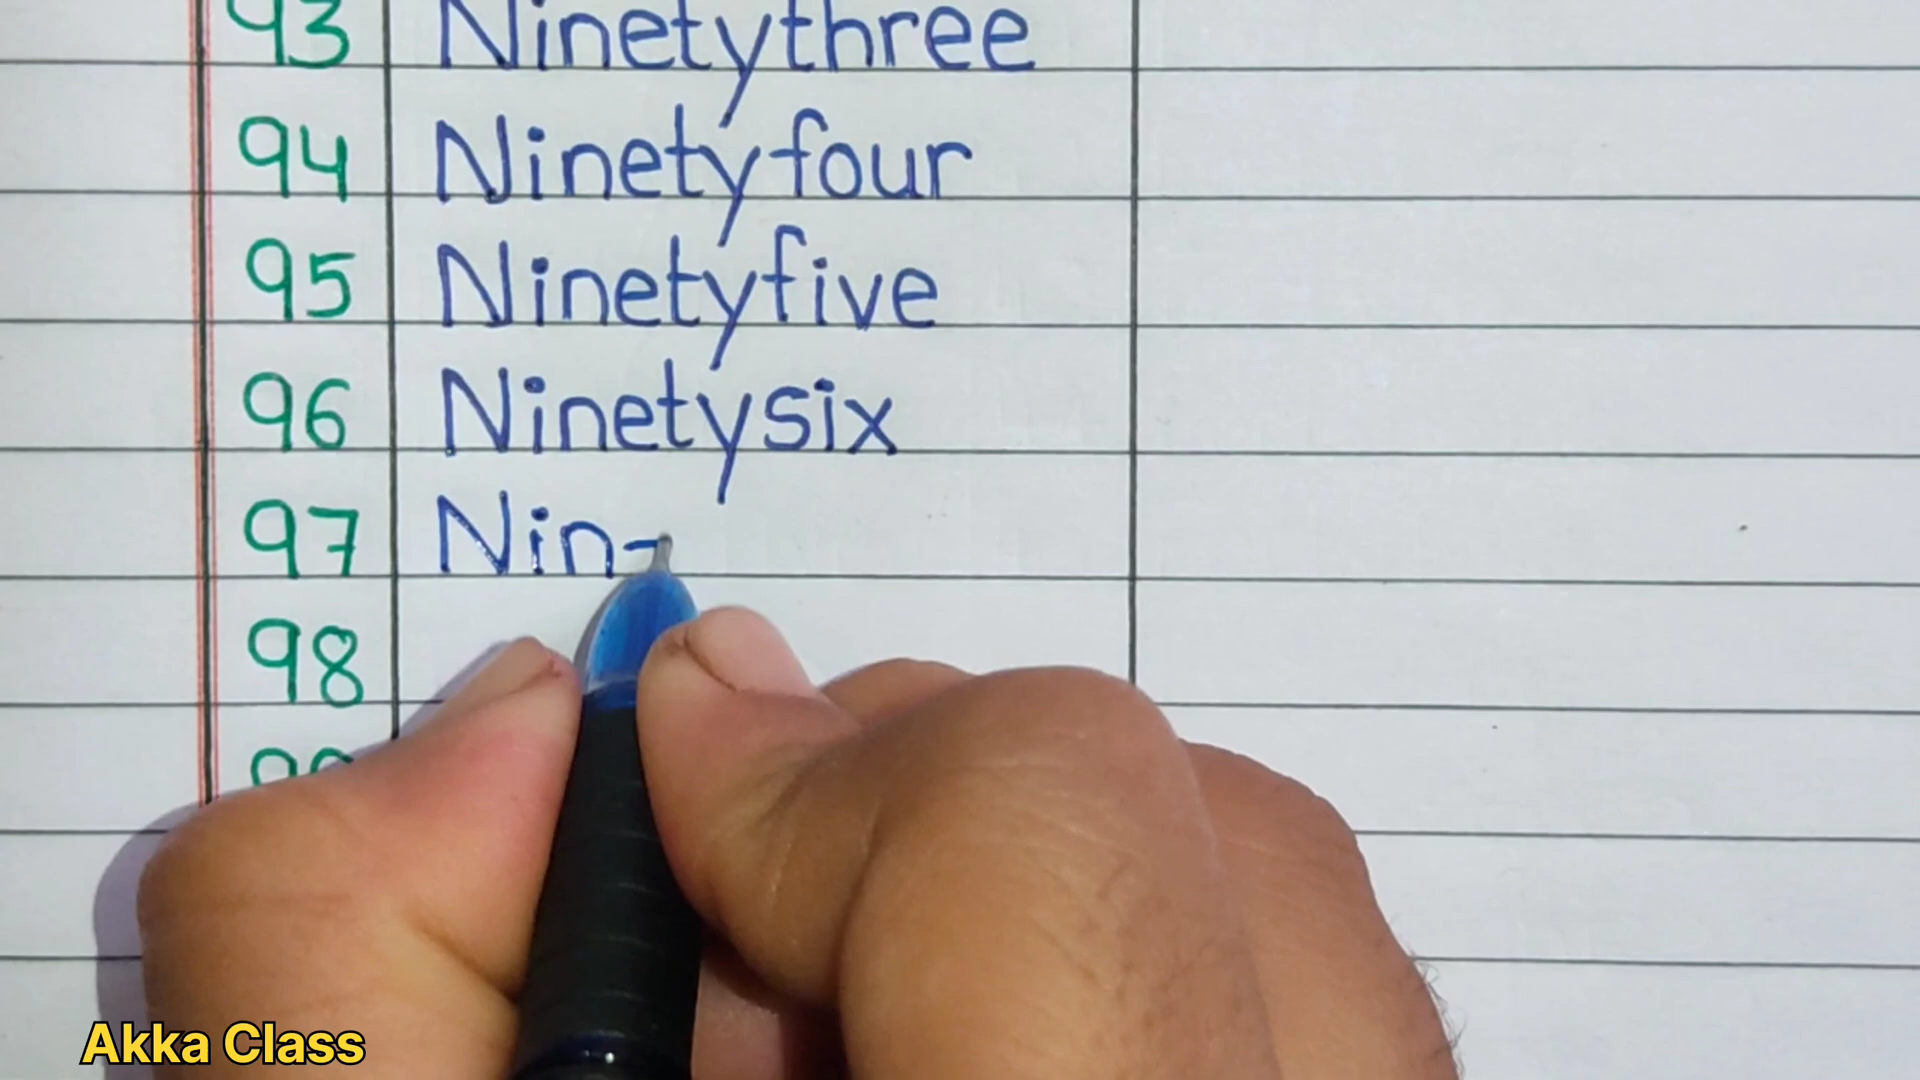 93 Ninetythree
94 Ninetyfour
95 Ninetyfive
96 Ninetysix
97 Nin
98
Akka Class